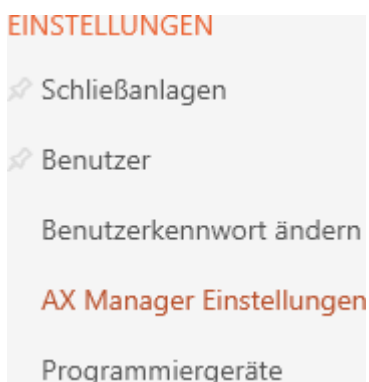 EINSTELLUNGEN
Schließanlagen
Benutzer
Benutzerkennwort ändern
AX Manager Einstellungen
Programmiergeräte